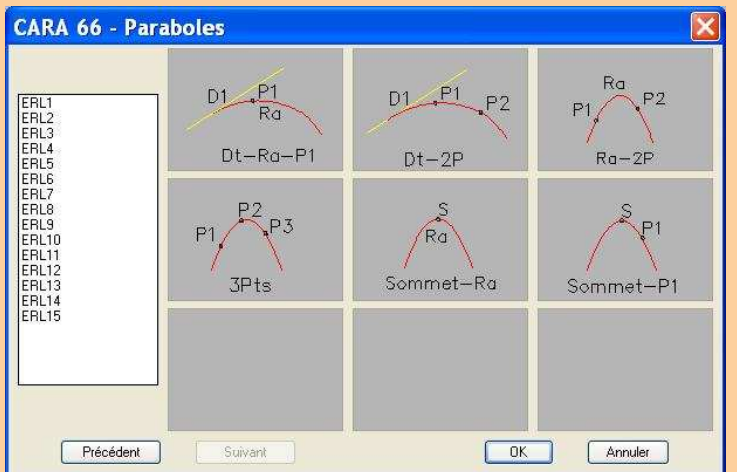 CARA 66 - Paraboles
ERL1
ERL2
ERL3
ERL4
ERL5
ERL6
ERL7
ERL8
ERL9
ERL10
ERL11
ERL12
ERL13
ERL14
ERL15
D1 P1
Ra
Dt-Ra-P1
D1 P1 P2
Dt-2P
Ra
P1 P2
Ra-2P
P2
P1 P3
3Pts
S
Ra
Sommet-Ra
S
P1
Sommet-P1
Précédent
Suivant
OK
Annuler